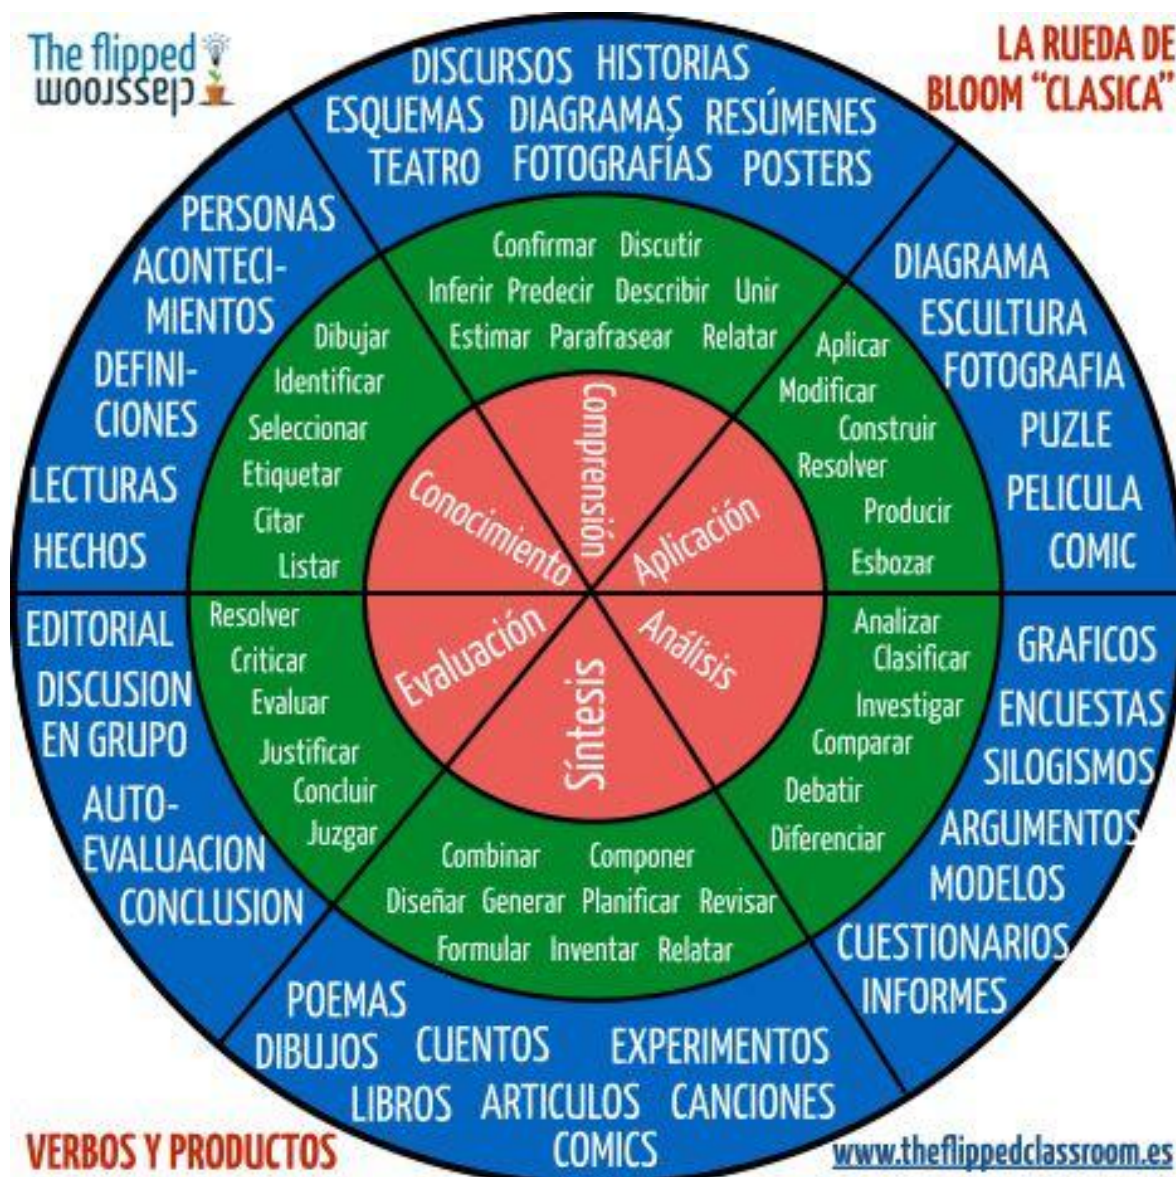 The flipped
classroom
LA RUEDA DE
BLOOM “CLASICA”
DISCURSOS HISTORIAS
ESQUEMAS DIAGRAMAS RESÚMENES
TEATRO FOTOGRAFÍAS POSTERS
Confirmar Discutir
Inferir Predecir Describir Unir
Estimar Parafrasear Relatar
Comprensión
DIAGRAMA
ESCULTURA
FOTOGRAFIA
PUZLE
PELICULA
COMIC
Aplicar
Modificar
Construir
Resolver
Producir
Esbozar
Aplicación
GRAFICOS
ENCUESTAS
SILOGISMOS
ARGUMENTOS
MODELOS
CUESTIONARIOS
INFORMES
Analizar
Clasificar
Investigar
Comparar
Debatir
Diferenciar
Análisis
Síntesis
Combinar Componer
Diseñar Generar Planificar Revisar
Formular Inventar Relatar
POEMAS
DIBUJOS CUENTOS EXPERIMENTOS
LIBROS ARTICULOS CANCIONES
COMICS
EDITORIAL
DISCUSION
EN GRUPO
AUTO-
EVALUACION
CONCLUSION
Resolver
Criticar
Evaluar
Justificar
Concluir
Juzgar
Evaluación
PERSONAS
ACONTECI-
MIENTOS
DEFINI-
CIONES
LECTURAS
HECHOS
Dibujar
Identificar
Seleccionar
Etiquetar
Citar
Listar
Conocimiento
VERBOS Y PRODUCTOS
www.theflippedclassroom.es